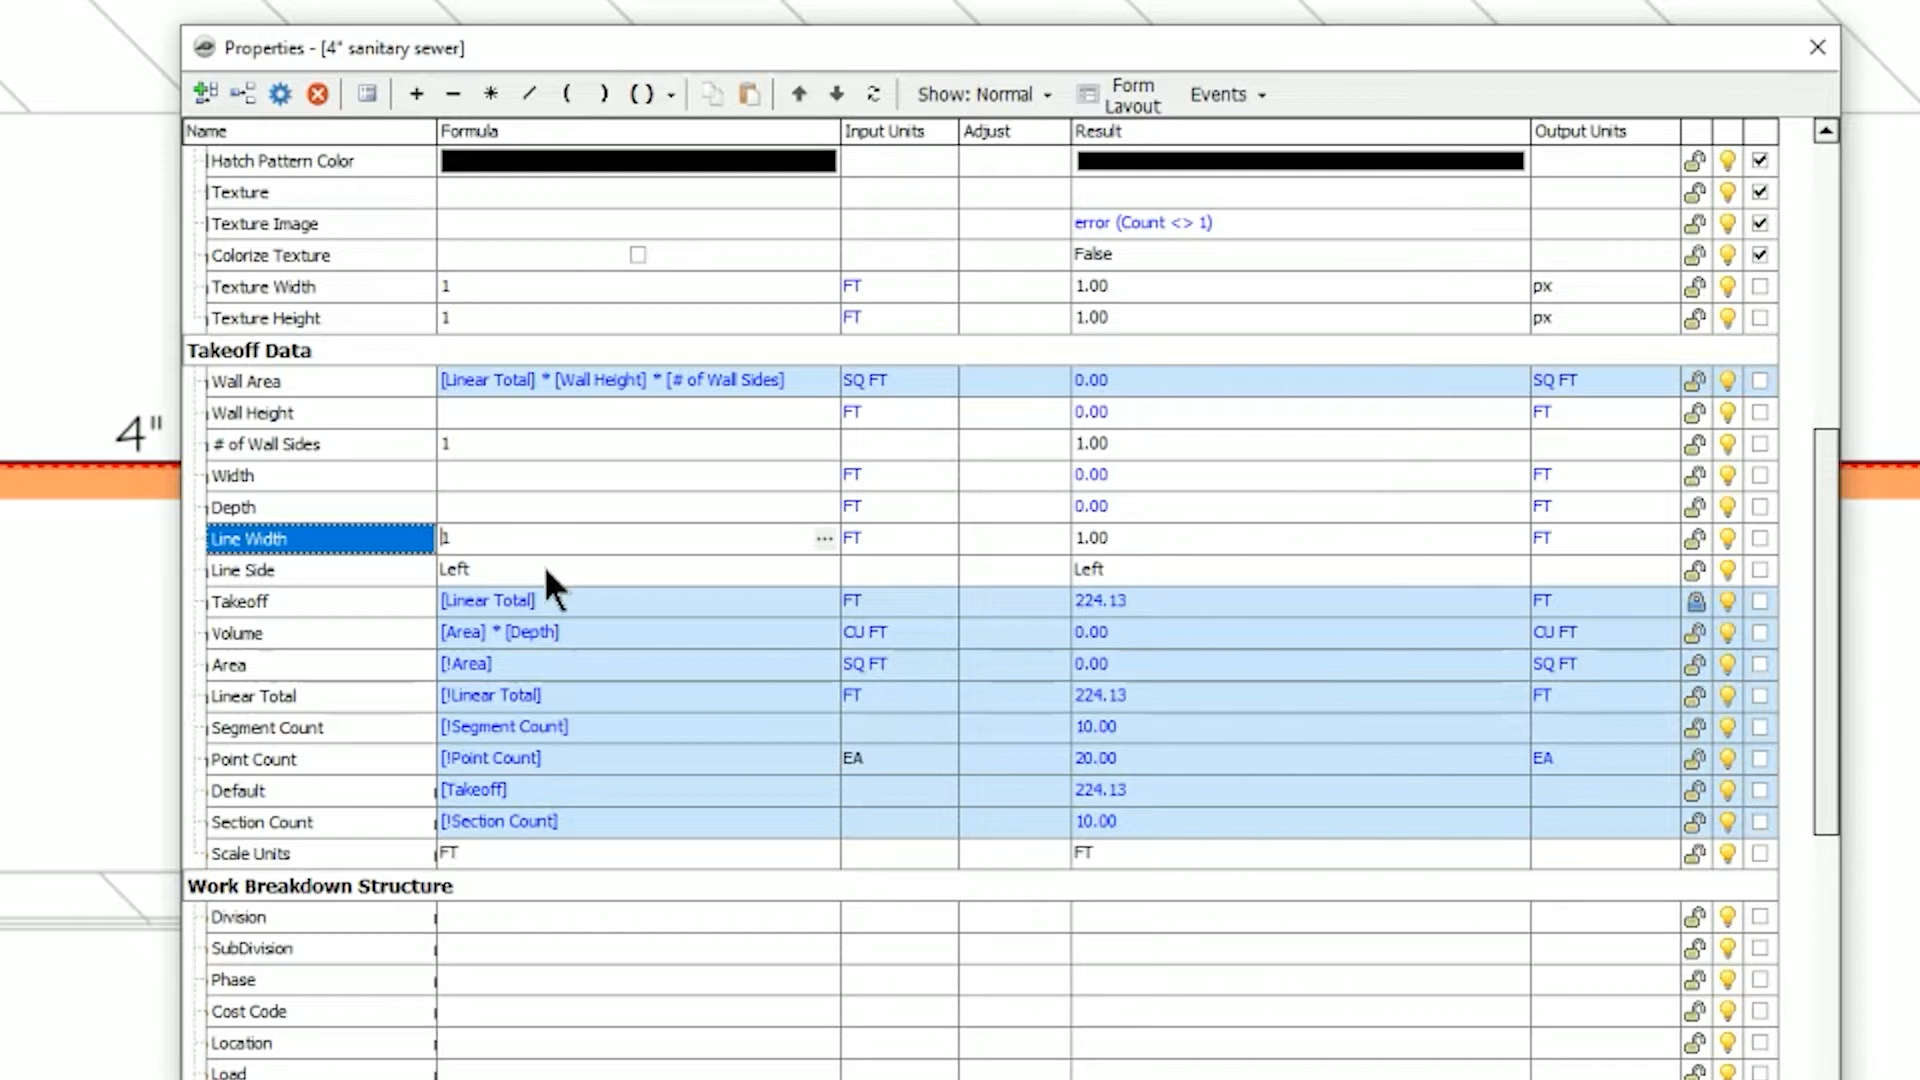 Properties - [4" sanitary sewer]
+ - * / ( ) ( ) Show: Normal Form Layout Events
Name Formula Input Units Adjust Result Output Units
Hatch Pattern Color
Texture
Texture Image error (Count <> 1)
Colorize Texture False
Texture Width 1 FT 1.00 px
Texture Height 1 FT 1.00 px
Takeoff Data
Wall Area [Linear Total] * [Wall Height] * [# of Wall Sides] SQ FT 0.00 SQ FT
Wall Height FT 0.00 FT
4"
# of Wall Sides 1 1.00
Width FT 0.00 FT
Depth FT 0.00 FT
Line Width 1 ... FT 1.00 FT
Line Side Left Left
Takeoff [Linear Total] FT 224.13 FT
Volume [Area] * [Depth] CU FT 0.00 CU FT
Area [!Area] SQ FT 0.00 SQ FT
Linear Total [!Linear Total] FT 224.13 FT
Segment Count [!Segment Count] 10.00
Point Count [!Point Count] EA 20.00 EA
Default [Takeoff] 224.13
Section Count [!Section Count] 10.00
Scale Units FT FT
Work Breakdown Structure
Division
SubDivision
Phase
Cost Code
Location
Load